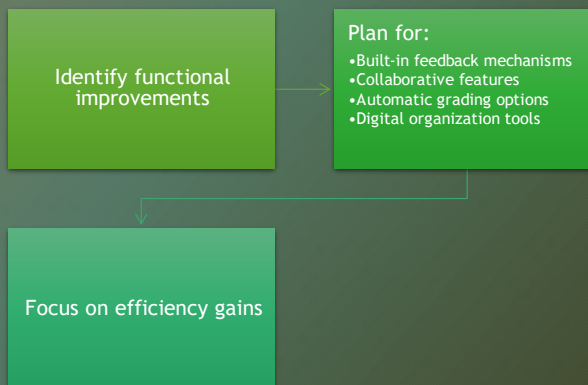 Identify functional
improvements
Plan for:
•Built-in feedback mechanisms
•Collaborative features
•Automatic grading options
•Digital organization tools
Focus on efficiency gains